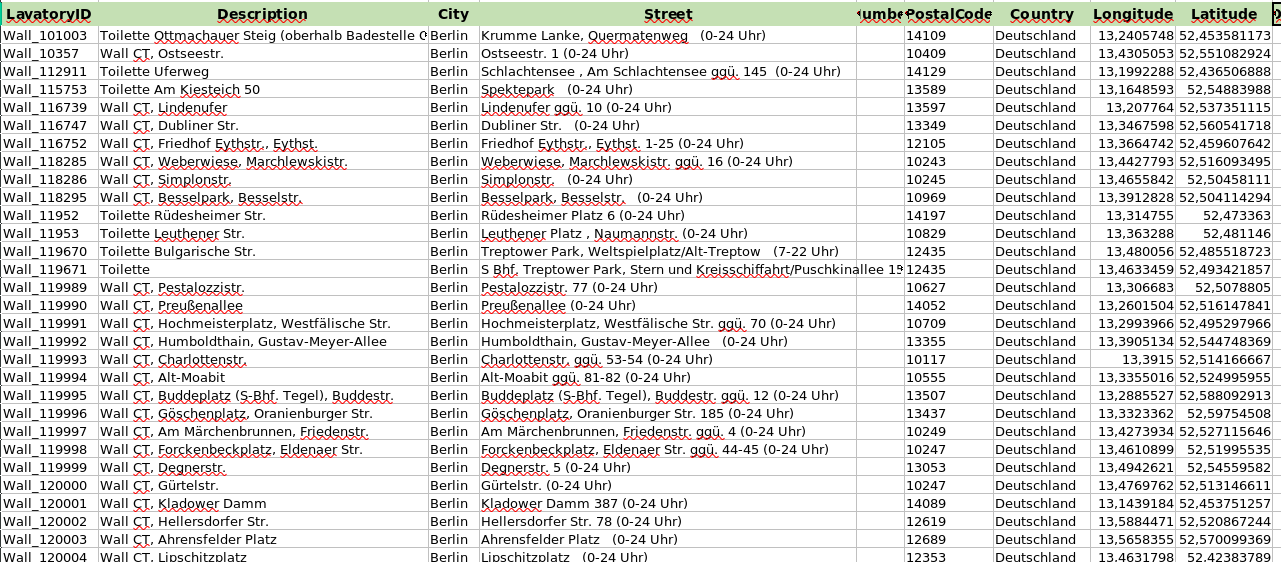 LavatoryID Description City Street umbe PostalCode Country Longitude Latitude
Wall_101003 Toilette Ottmachauer Steig (oberhalb Badestelle Berlin Krumme Lanke, Quermatenweg (0-24 Uhr) 14109 Deutschland 13,2405748 52,453581173
Wall_10357 Wall CT, Ostseestr. Berlin Ostseestr. 1 (0-24 Uhr) 10409 Deutschland 13,4305053 52,551082924
Wall_112911 Toilette Uferweg Berlin Schlachtensee , Am Schlachtensee ggü. 145 (0-24 Uhr) 14129 Deutschland 13,1992288 52,436506888
Wall_115753 Toilette Am Kiesteich 50 Berlin Spektepark (0-24 Uhr) 13589 Deutschland 13,1648593 52,54883988
Wall_116739 Wall CT, Lindenufer Berlin Lindenufer ggü. 10 (0-24 Uhr) 13597 Deutschland 13,207764 52,537351115
Wall_116747 Wall CT, Dubliner Str. Berlin Dubliner Str. (0-24 Uhr) 13349 Deutschland 13,3467598 52,560541718
Wall_116752 Wall CT, Friedhof Eythstr., Eythst. Berlin Friedhof Eythstr., Eythst. 1-25 (0-24 Uhr) 12105 Deutschland 13,3664742 52,459607642
Wall_118285 Wall CT, Weberwiese, Marchlewskistr. Berlin Weberwiese, Marchlewskistr. ggü. 16 (0-24 Uhr) 10243 Deutschland 13,4427793 52,516093495
Wall_118286 Wall CT, Simplonstr. Berlin Simplonstr. (0-24 Uhr) 10245 Deutschland 13,4655842 52,50458111
Wall_118295 Wall CT, Besselpark, Besselstr. Berlin Besselpark, Besselstr. (0-24 Uhr) 10969 Deutschland 13,3912828 52,504114294
Wall_11952 Toilette Rüdesheimer Str. Berlin Rüdesheimer Platz 6 (0-24 Uhr) 14197 Deutschland 13,314755 52,473363
Wall_11953 Toilette Leuthener Str. Berlin Leuthener Platz , Naumannstr. (0-24 Uhr) 10829 Deutschland 13,363288 52,481146
Wall_119670 Toilette Bulgarische Str. Berlin Treptower Park, Weltspielplatz/Alt-Treptow (7-22 Uhr) 12435 Deutschland 13,480056 52,485518723
Wall_119671 Toilette Berlin S Bhf. Treptower Park, Stern und Kreisschiffahrt/Puschkinallee 15 12435 Deutschland 13,4633459 52,493421857
Wall_119989 Wall CT, Pestalozzistr. Berlin Pestalozzistr. 77 (0-24 Uhr) 10627 Deutschland 13,306683 52,5078805
Wall_119990 Wall CT, Preußenallee Berlin Preußenallee (0-24 Uhr) 14052 Deutschland 13,2601504 52,516147841
Wall_119991 Wall CT, Hochmeisterplatz, Westfälische Str. Berlin Hochmeisterplatz, Westfälische Str. ggü. 70 (0-24 Uhr) 10709 Deutschland 13,2993966 52,495297966
Wall_119992 Wall CT, Humboldthain, Gustav-Meyer-Allee Berlin Humboldthain, Gustav-Meyer-Allee (0-24 Uhr) 13355 Deutschland 13,3905134 52,544748369
Wall_119993 Wall CT, Charlottenstr. Berlin Charlottenstr. ggü. 53-54 (0-24 Uhr) 10117 Deutschland 13,3915 52,514166667
Wall_119994 Wall CT, Alt-Moabit Berlin Alt-Moabit ggü. 81-82 (0-24 Uhr) 10555 Deutschland 13,3355016 52,524995955
Wall_119995 Wall CT, Buddeplatz (S-Bhf. Tegel), Buddestr. Berlin Buddeplatz (S-Bhf. Tegel), Buddestr. ggü. 12 (0-24 Uhr) 13507 Deutschland 13,2885527 52,588092913
Wall_119996 Wall CT, Göschenplatz, Oranienburger Str. Berlin Göschenplatz, Oranienburger Str. 185 (0-24 Uhr) 13437 Deutschland 13,3323362 52,59754508
Wall_119997 Wall CT, Am Märchenbrunnen, Friedenstr. Berlin Am Märchenbrunnen, Friedenstr. ggü. 4 (0-24 Uhr) 10249 Deutschland 13,4273934 52,527115646
Wall_119998 Wall CT, Forckenbeckplatz, Eldenaer Str. Berlin Forckenbeckplatz, Eldenaer Str. ggü. 44-45 (0-24 Uhr) 10247 Deutschland 13,4610899 52,51995535
Wall_119999 Wall CT, Degnerstr. Berlin Degnerstr. 5 (0-24 Uhr) 13053 Deutschland 13,4942621 52,54559582
Wall_120000 Wall CT, Gürtelstr. Berlin Gürtelstr. (0-24 Uhr) 10247 Deutschland 13,4769762 52,513146611
Wall_120001 Wall CT, Kladower Damm Berlin Kladower Damm 387 (0-24 Uhr) 14089 Deutschland 13,1439184 52,453751257
Wall_120002 Wall CT, Hellersdorfer Str. Berlin Hellersdorfer Str. 78 (0-24 Uhr) 12619 Deutschland 13,5884471 52,520867244
Wall_120003 Wall CT, Ahrensfelder Platz Berlin Ahrensfelder Platz (0-24 Uhr) 12689 Deutschland 13,5658355 52,570099369
Wall_120004 Wall CT, Lipschitzplatz Berlin Lipschitzplatz (0-24 Uhr) 12353 Deutschland 13,4631798 52,42383789